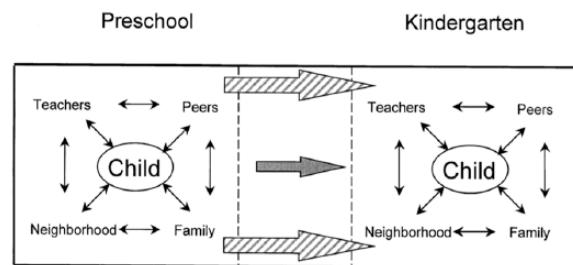 Preschool
Kindergarten
Teachers
Peers
Child
Neighborhood
Family
Teachers
Peers
Child
Neighborhood
Family